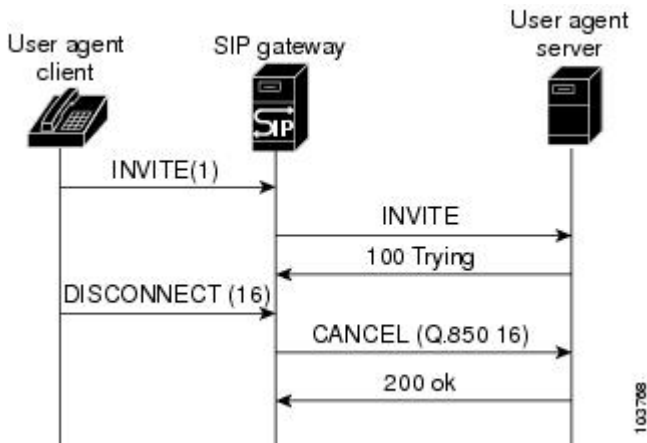 User agent
client
SIP gateway
User agent
server
SIP
INVITE(1)
INVITE
100 Trying
DISCONNECT (16)
CANCEL (Q.850 16)
200 ok
103768